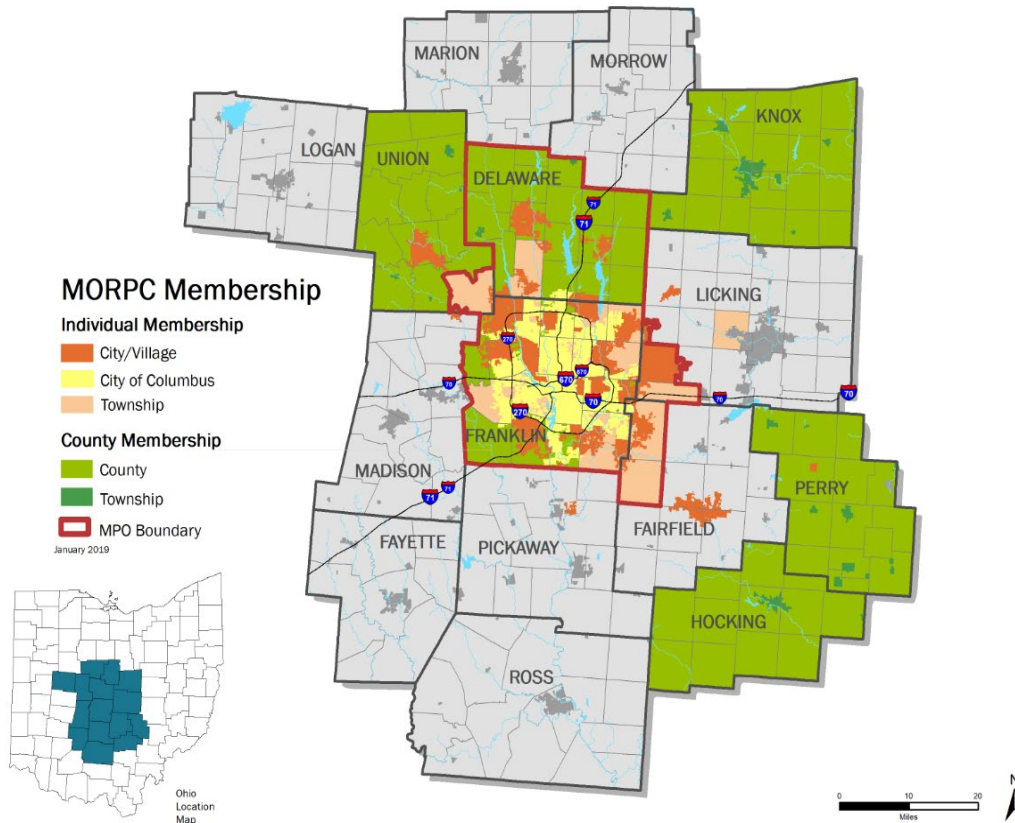 MARION
MORROW
KNOX
LOGAN
UNION
DELAWARE
71
71
LICKING
MORPC Membership
Individual Membership
City/Village
City of Columbus
Township
County Membership
County
Township
MPO Boundary
January 2019
270
70
670
670
270
70
70
70
FRANKLIN
MADISON
71
71
PERRY
FAIRFIELD
FAYETTE
PICKAWAY
HOCKING
ROSS
Ohio
Location
Map
0 10 20
Miles
N